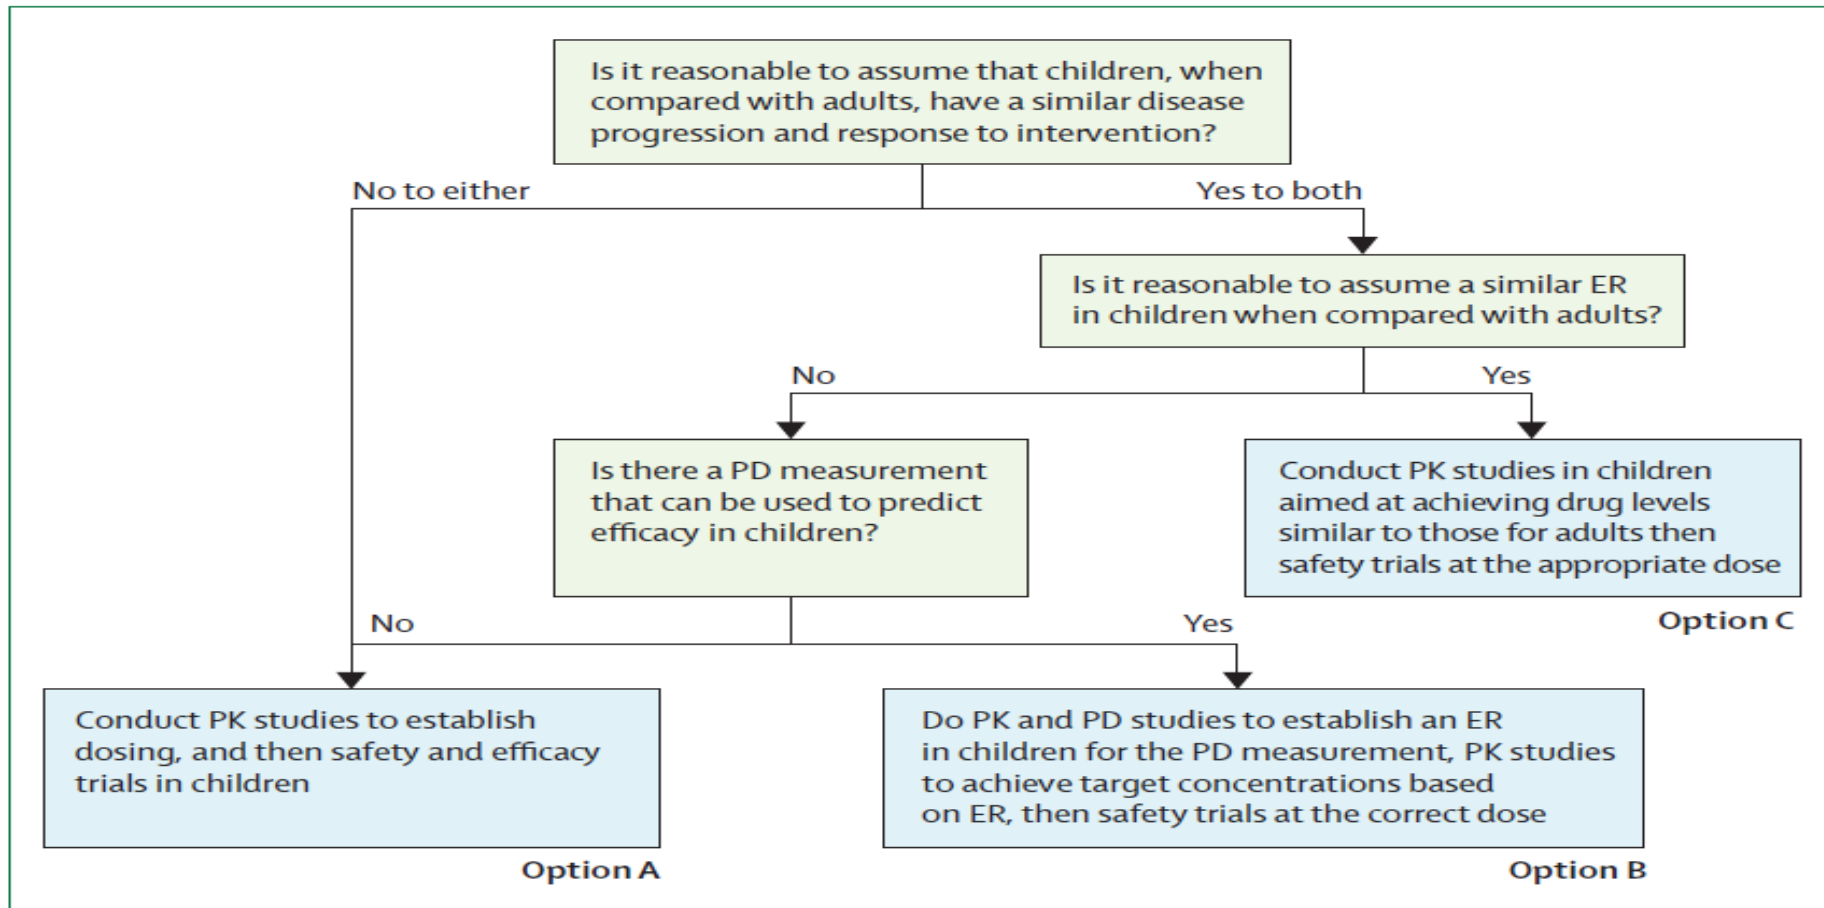 Is it reasonable to assume that children, when
compared with adults, have a similar disease
progression and response to intervention?
No to either
Yes to both
Is it reasonable to assume a similar ER
in children when compared with adults?
No
Yes
Is there a PD measurement
that can be used to predict
efficacy in children?
Conduct PK studies in children
aimed at achieving drug levels
similar to those for adults then
safety trials at the appropriate dose
Option C
No
Yes
Conduct PK studies to establish
dosing, and then safety and efficacy
trials in children
Option A
Do PK and PD studies to establish an ER
in children for the PD measurement, PK studies
to achieve target concentrations based
on ER, then safety trials at the correct dose
Option B